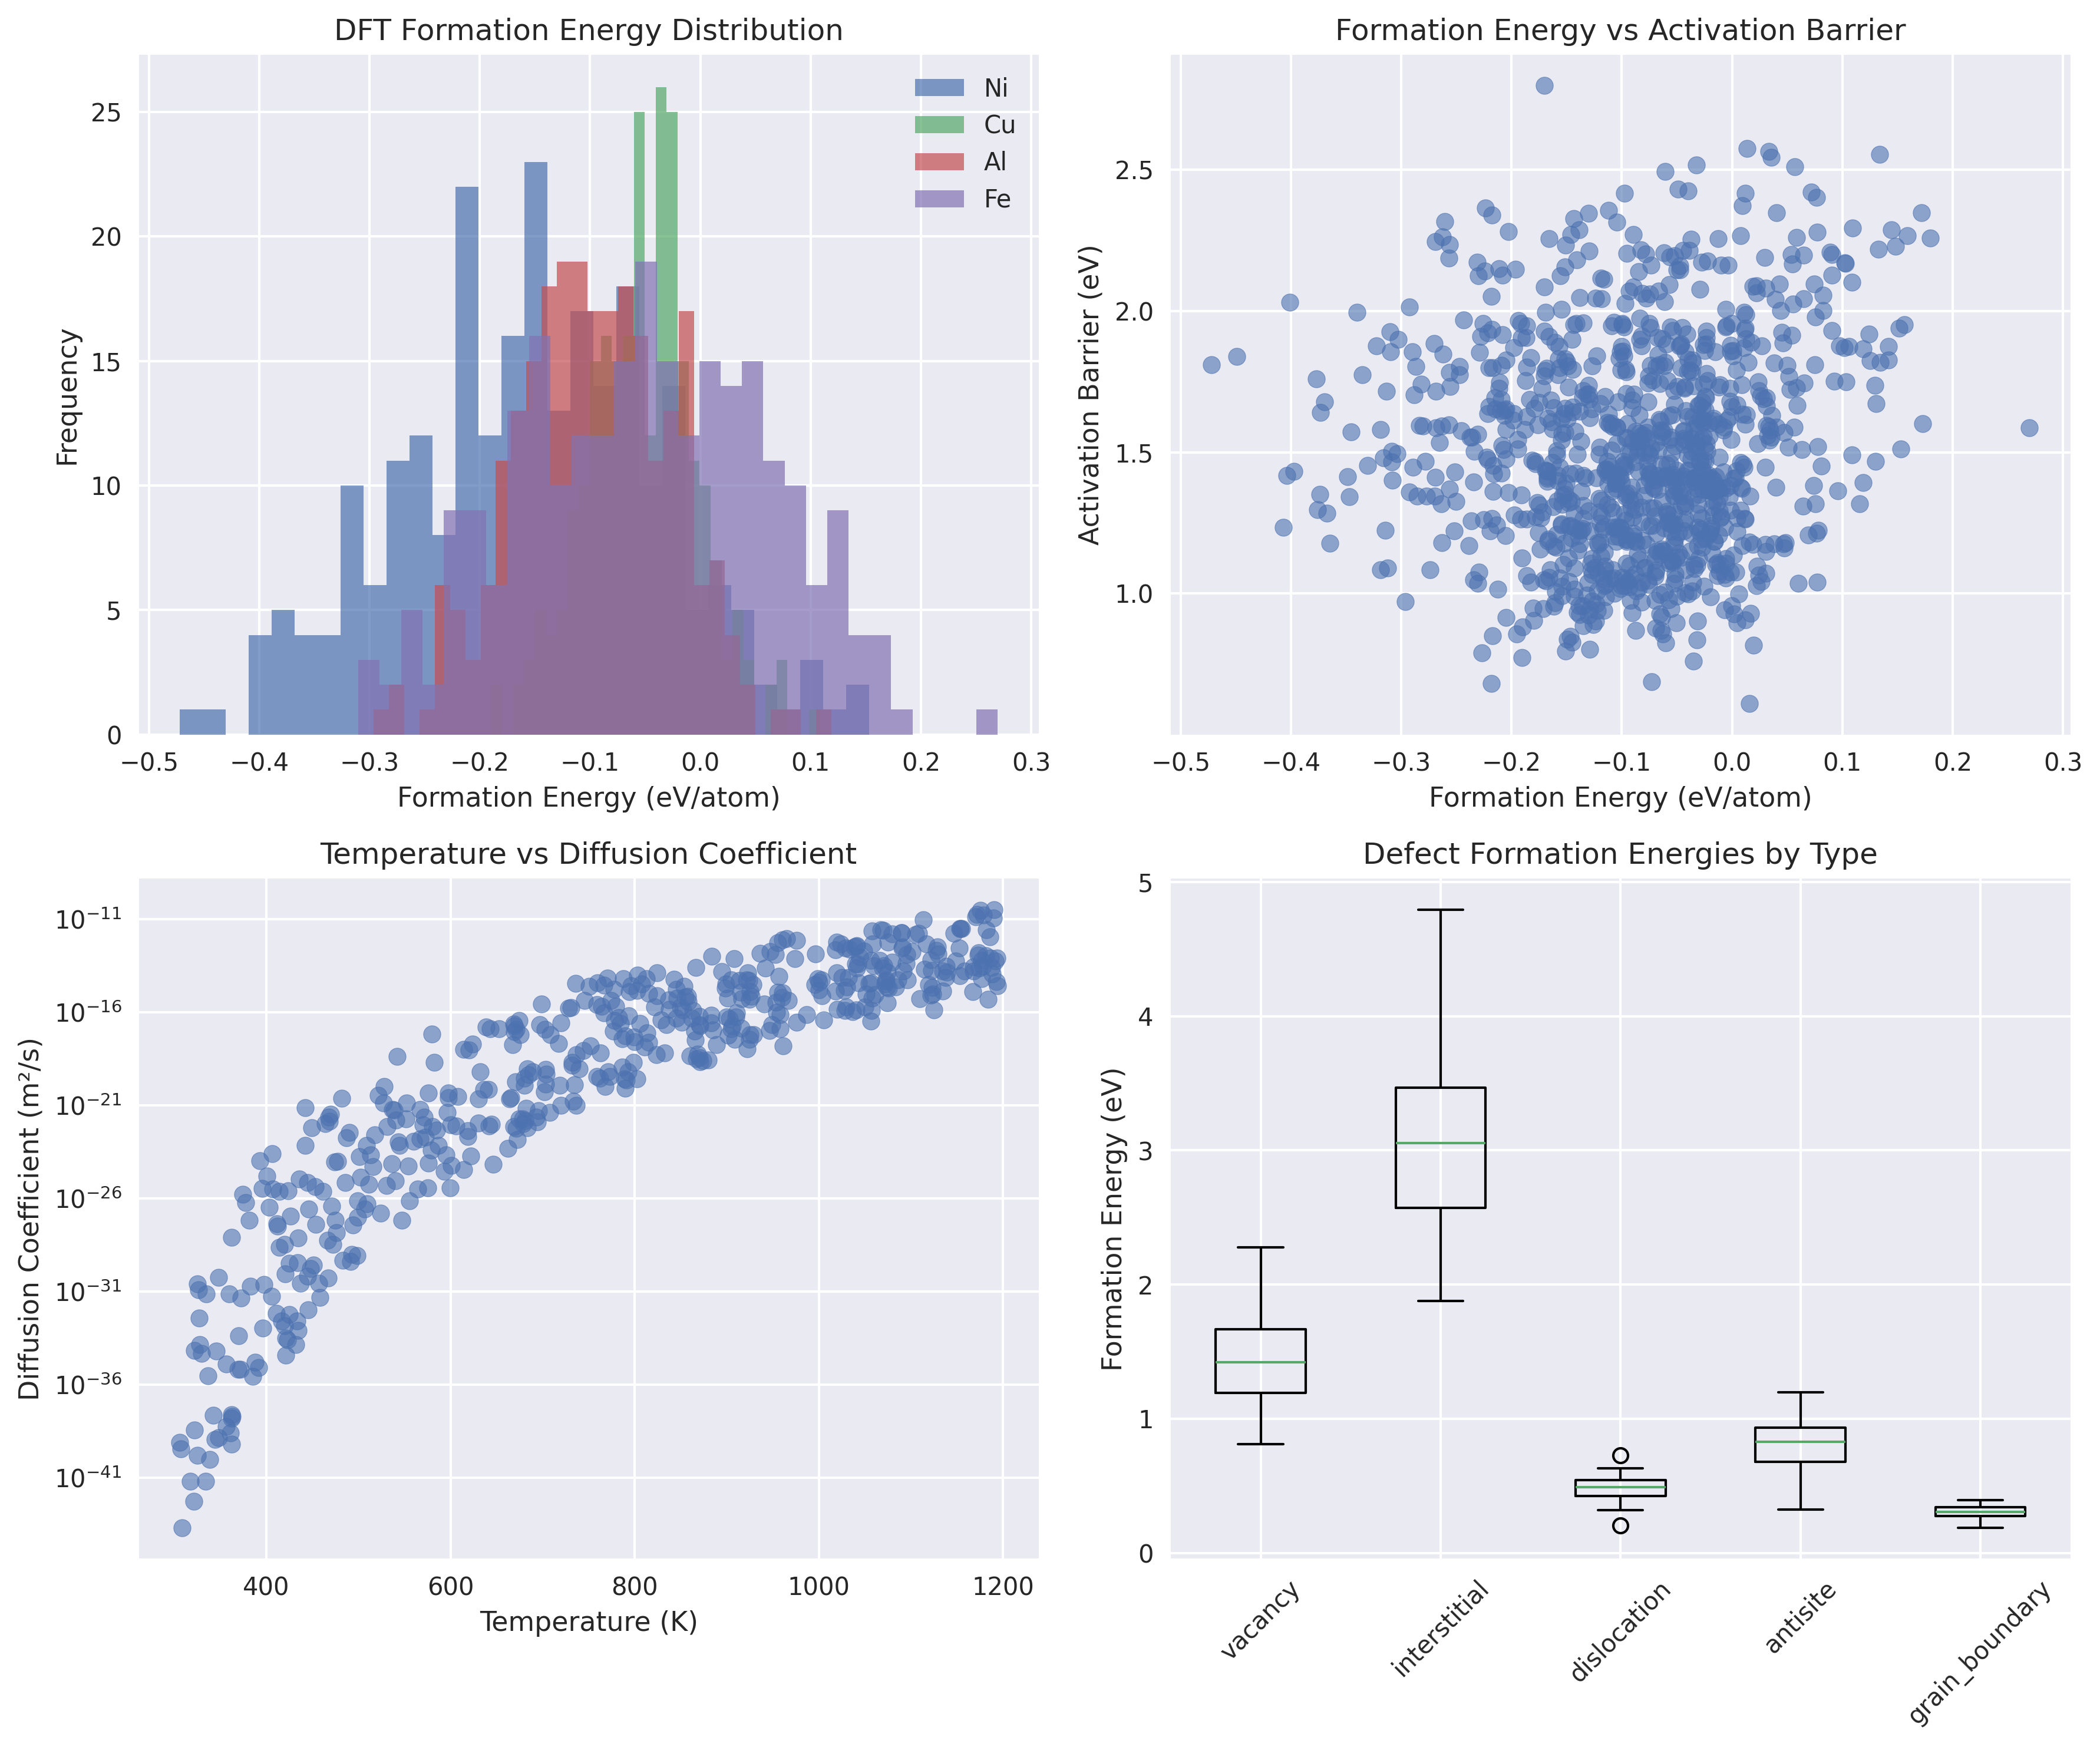 DFT Formation Energy Distribution
Frequency
25
20
15
10
5
0
Ni
Cu
Al
Fe
−0.5 −0.4 −0.3 −0.2 −0.1 0.0 0.1 0.2 0.3
Formation Energy (eV/atom)
Formation Energy vs Activation Barrier
Activation Barrier (eV)
2.5
2.0
1.5
1.0
−0.5 −0.4 −0.3 −0.2 −0.1 0.0 0.1 0.2 0.3
Formation Energy (eV/atom)
Temperature vs Diffusion Coefficient
Diffusion Coefficient (m²/s)
10⁻¹¹
10⁻¹⁶
10⁻²¹
10⁻²⁶
10⁻³¹
10⁻³⁶
10⁻⁴¹
400 600 800 1000 1200
Temperature (K)
Defect Formation Energies by Type
Formation Energy (eV)
5
4
3
2
1
0
vacancy
interstitial
dislocation
antisite
grain_boundary